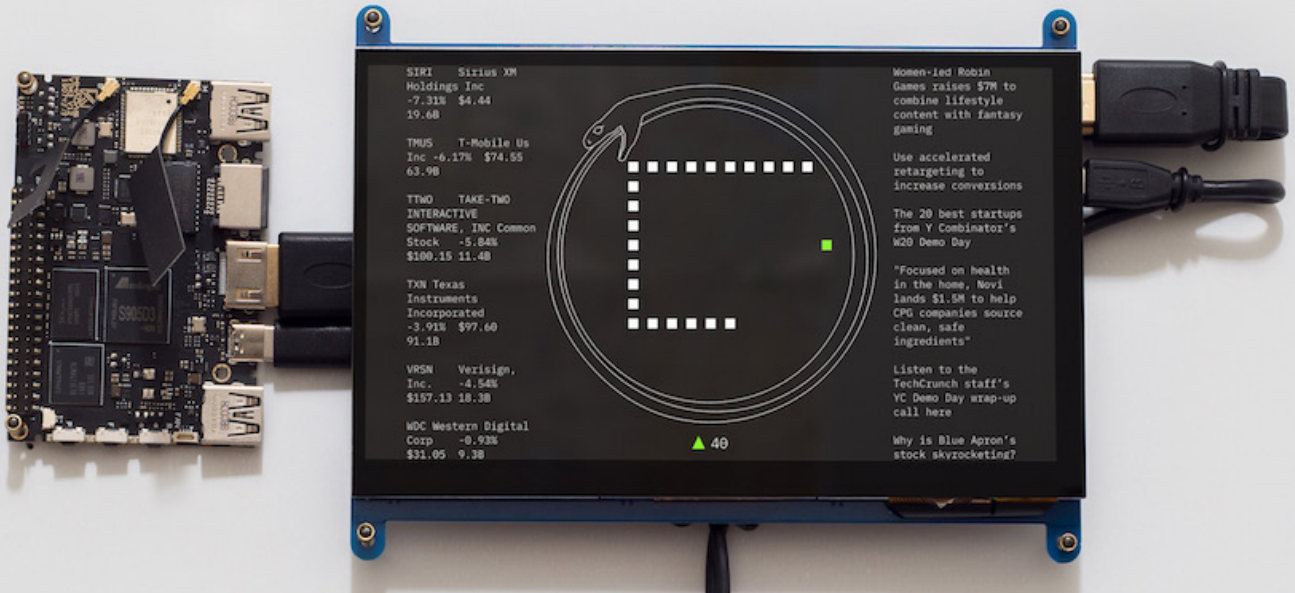 SIRI Sirius XM
Holdings Inc
-7.31% $4.44
19.6B
TMUS T-Mobile Us
Inc -6.17% $74.55
63.9B
TTWO TAKE-TWO
INTERACTIVE
SOFTWARE, INC Common
Stock -5.84%
$100.15 11.4B
TXN Texas
Instruments
Incorporated
-3.91% $97.60
91.1B
VRSN Verisign,
Inc. -4.54%
$157.13 18.3B
WDC Western Digital
Corp -0.93%
$31.05 9.3B
▲ 40
Women-led Robin
Games raises $7M to
combine lifestyle
content with fantasy
gaming
Use accelerated
retargeting to
increase conversions
The 20 best startups
from Y Combinator's
W20 Demo Day
"Focused on health
in the home, Novi
lands $1.5M to help
CPG companies source
clean, safe
ingredients"
Listen to the
TechCrunch staff's
YC Demo Day wrap-up
call here
Why is Blue Apron's
stock skyrocketing?
S905D3